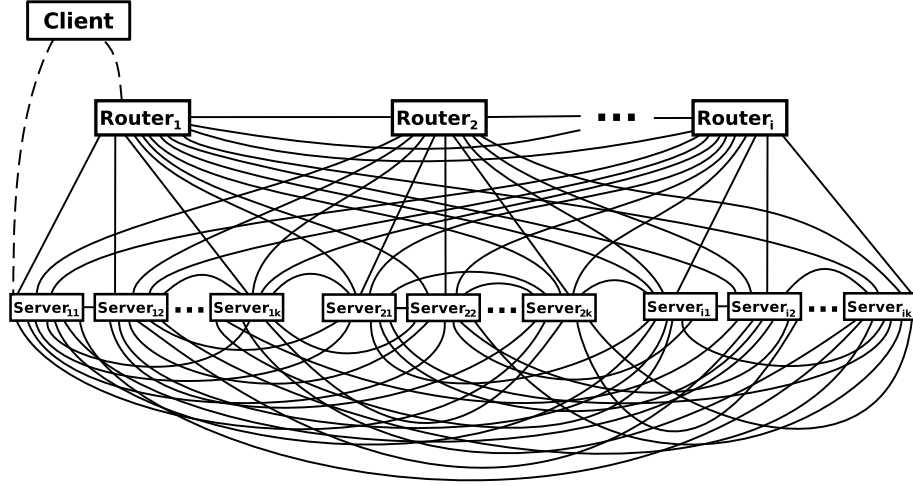 Client
Router1 Router2 ... Routeri
Server11 Server12 ... Server1k Server21 Server22 ... Server2k Serveri1 Serveri2 ... Serverik